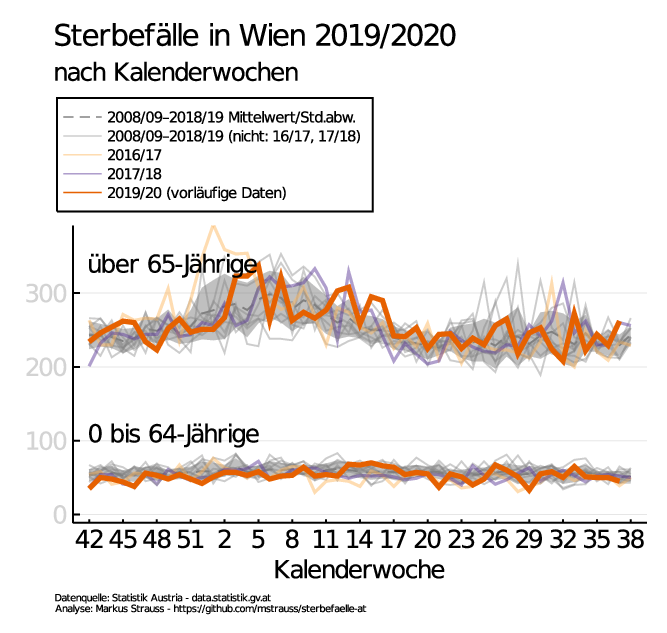 Sterbefälle in Wien 2019/2020
nach Kalenderwochen
2008/09–2018/19 Mittelwert/Std.abw.
2008/09–2018/19 (nicht: 16/17, 17/18)
2016/17
2017/18
2019/20 (vorläufige Daten)
über 65-Jährige
300
200
0 bis 64-Jährige
100
0
42 45 48 51 2 5 8 11 14 17 20 23 26 29 32 35 38
Kalenderwoche
Datenquelle: Statistik Austria - data.statistik.gv.at
Analyse: Markus Strauss - https://github.com/mstrauss/sterbefaelle-at